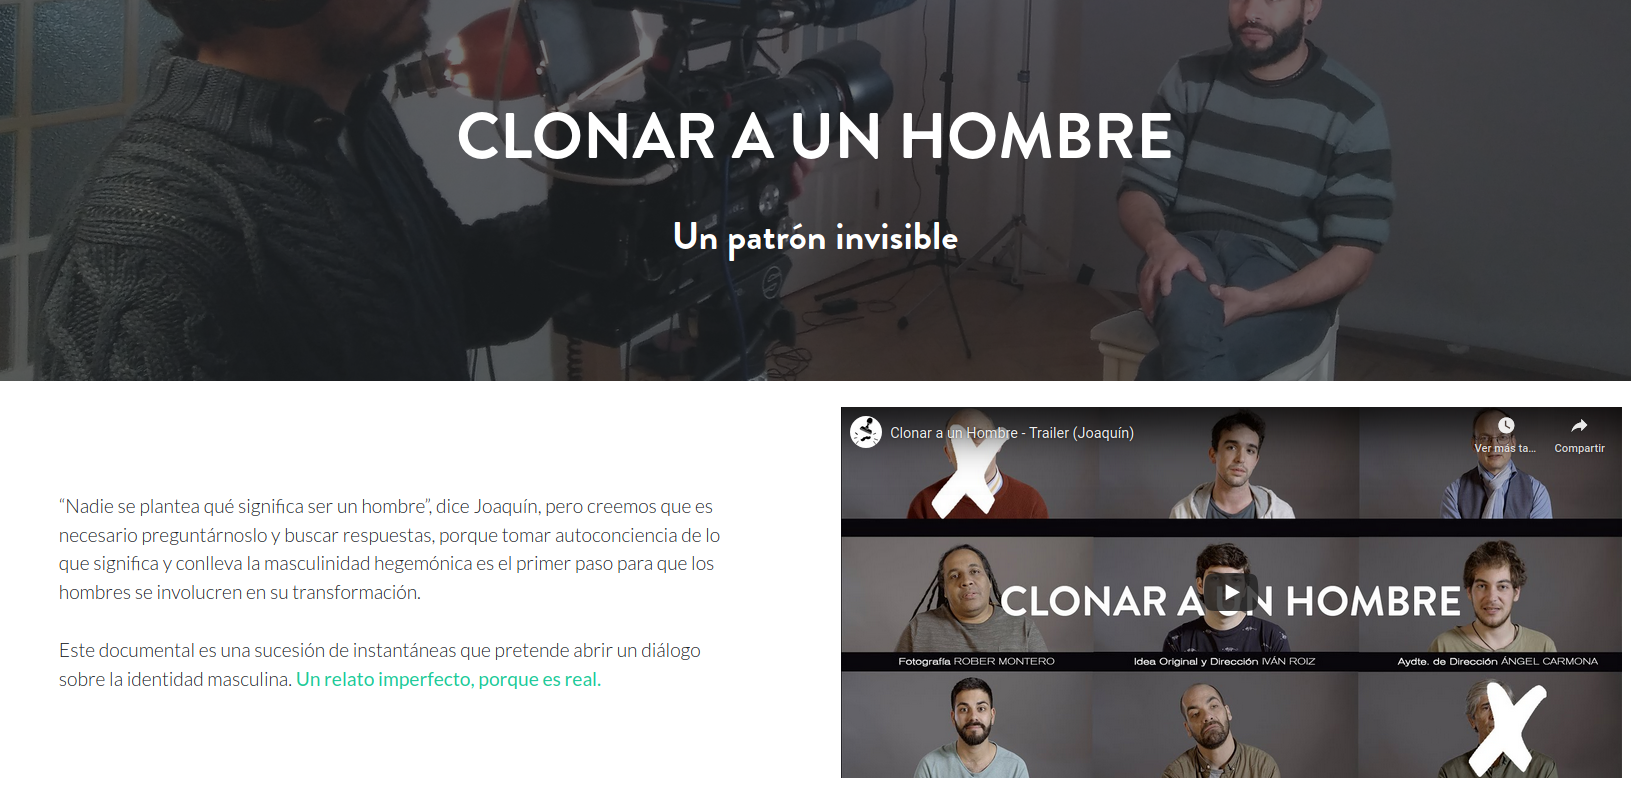 CLONAR A UN HOMBRE
Un patrón invisible
“Nadie se plantea qué significa ser un hombre”, dice Joaquín, pero creemos que es
necesario preguntárnoslo y buscar respuestas, porque tomar autoconciencia de lo
que significa y conlleva la masculinidad hegemónica es el primer paso para que los
hombres se involucren en su transformación.
Este documental es una sucesión de instantáneas que pretende abrir un diálogo
sobre la identidad masculina. Un relato imperfecto, porque es real.
Clonar a un Hombre - Trailer (Joaquín)
Ver más ta...
Compartir
CLONAR A UN HOMBRE
Fotografía ROBER MONTERO
Idea Original y Dirección IVÁN ROIZ
Aydte. de Dirección ÁNGEL CARMONA